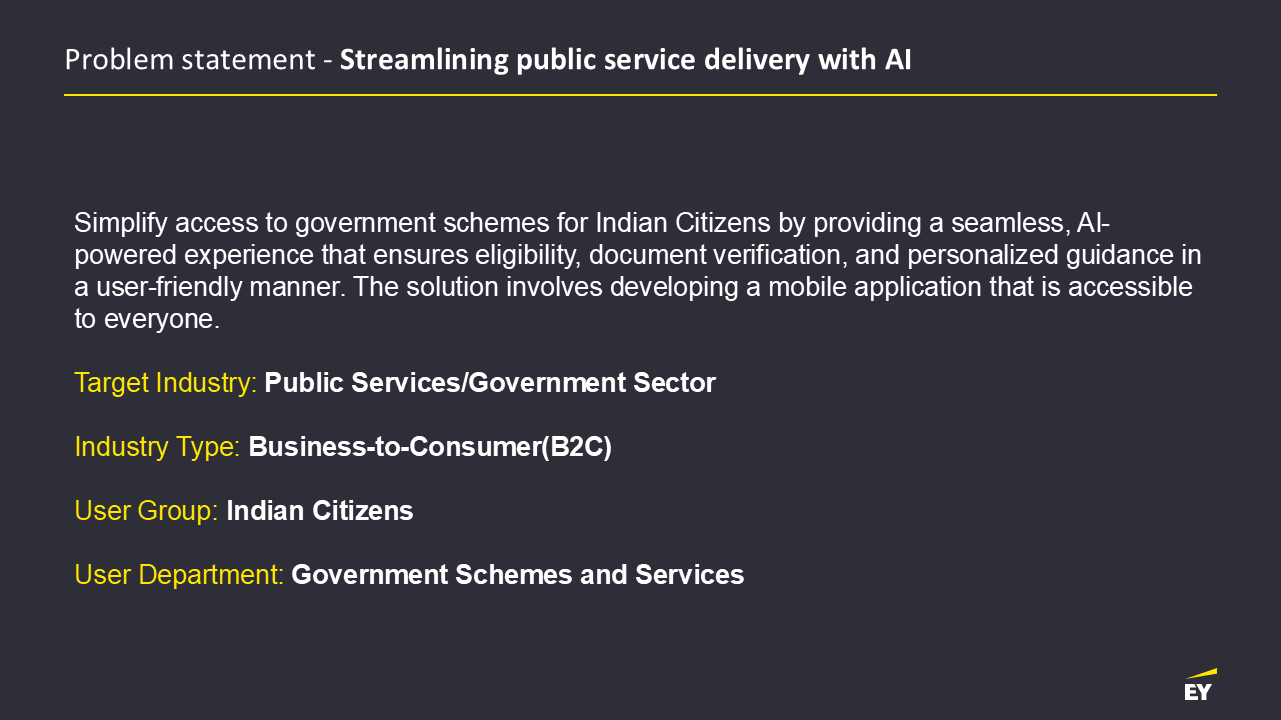 Problem statement - Streamlining public service delivery with AI
Simplify access to government schemes for Indian Citizens by providing a seamless, AI-
powered experience that ensures eligibility, document verification, and personalized guidance in
a user-friendly manner. The solution involves developing a mobile application that is accessible
to everyone.
Target Industry: Public Services/Government Sector
Industry Type: Business-to-Consumer(B2C)
User Group: Indian Citizens
User Department: Government Schemes and Services
EY